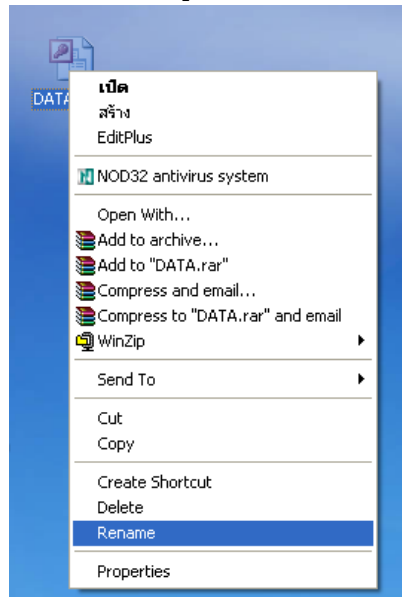 DATA
เปิด
สร้าง
EditPlus
NOD32 antivirus system
Open With...
Add to archive...
Add to "DATA.rar"
Compress and email...
Compress to "DATA.rar" and email
WinZip
Send To
Cut
Copy
Create Shortcut
Delete
Rename
Properties